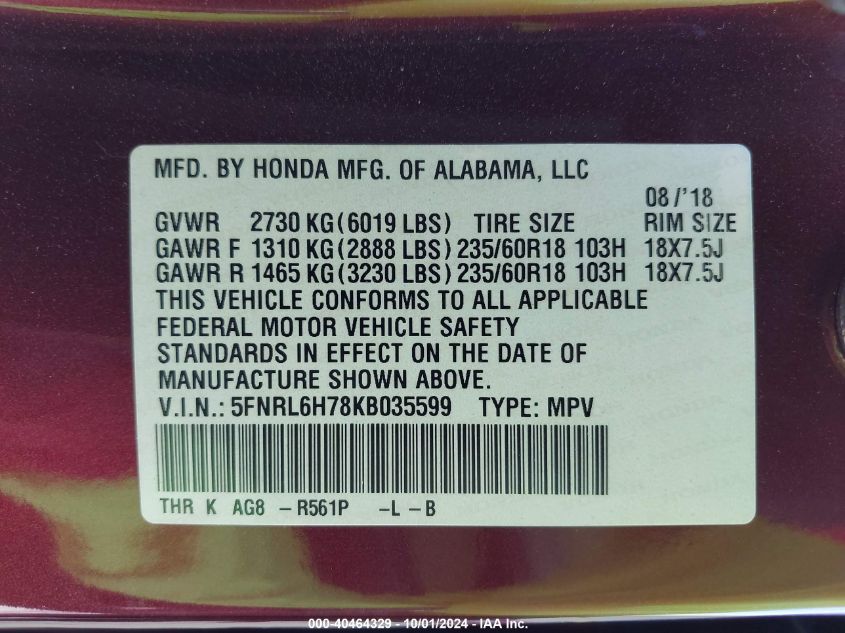 MFD. BY HONDA MFG. OF ALABAMA, LLC
08/'18
GVWR 2730 KG(6019 LBS) TIRE SIZE RIM SIZE
GAWR F 1310 KG(2888 LBS) 235/60R18 103H 18X7.5J
GAWR R 1465 KG(3230 LBS) 235/60R18 103H 18X7.5J
THIS VEHICLE CONFORMS TO ALL APPLICABLE
FEDERAL MOTOR VEHICLE SAFETY
STANDARDS IN EFFECT ON THE DATE OF
MANUFACTURE SHOWN ABOVE.
V.I.N.: 5FNRL6H78KB035599 TYPE: MPV
THR K AG8 -R561P -L-B
000-40464329 - 10/01/2024 - IAA Inc.